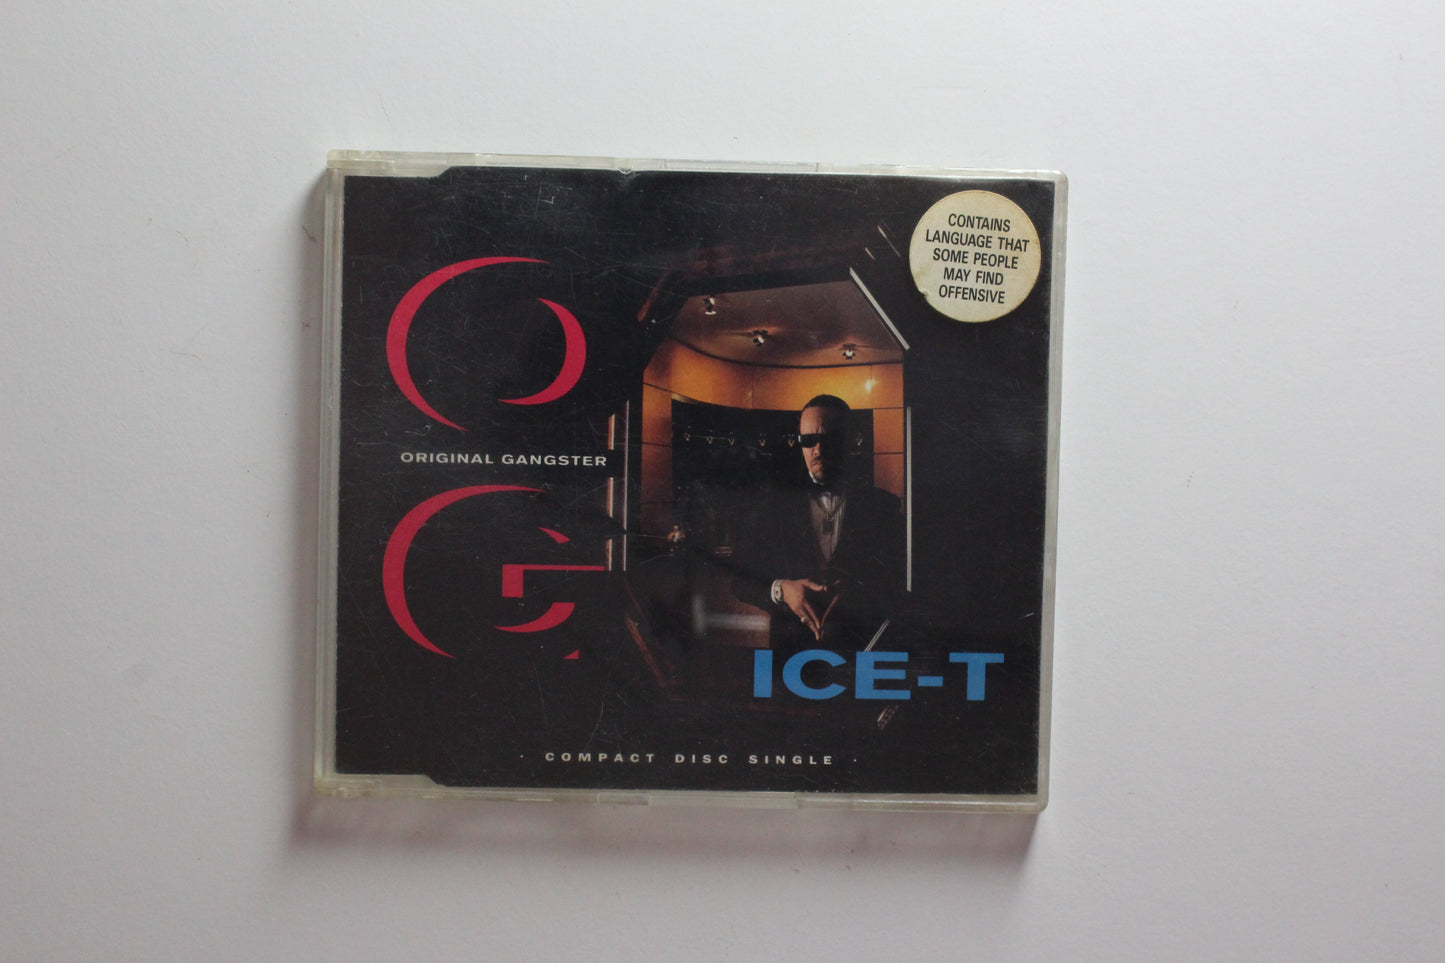 CONTAINS
LANGUAGE THAT
SOME PEOPLE
MAY FIND
OFFENSIVE
O
ORIGINAL GANGSTER
G
ICE-T
· COMPACT DISC SINGLE ·